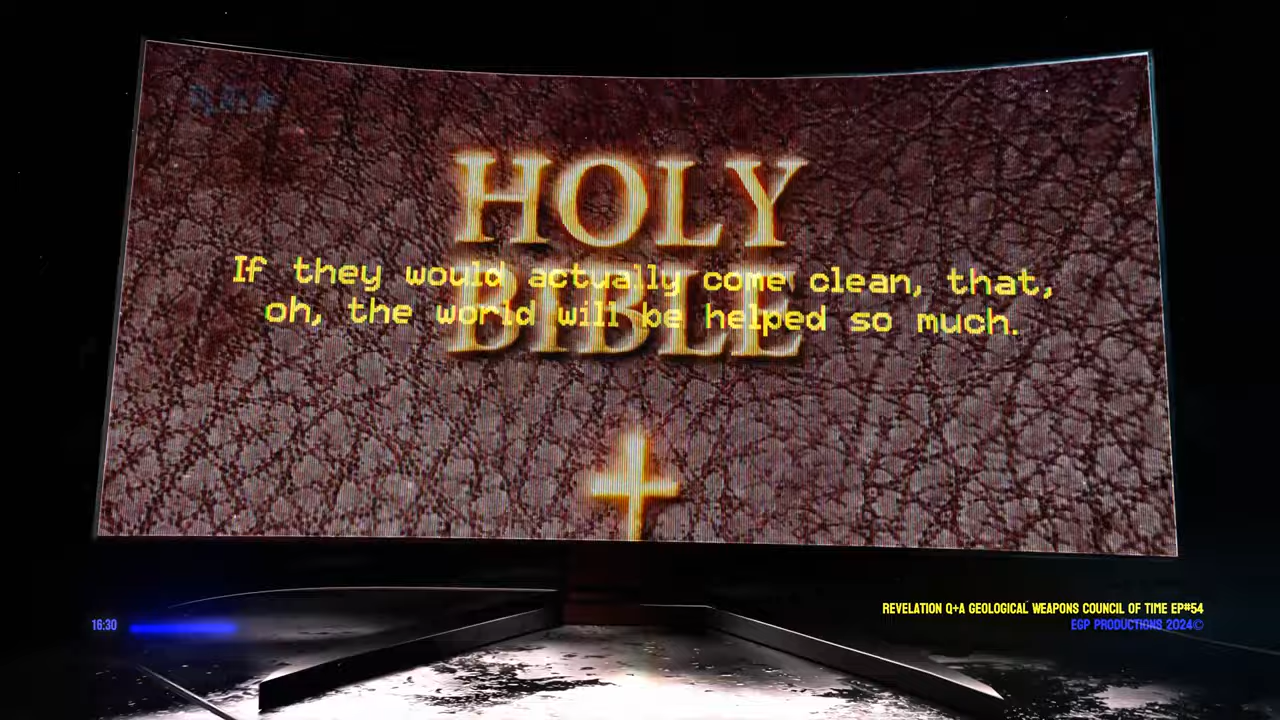 HOLY
BIBLE
If they would actually come clean, that,
oh, the world will be helped so much.
16:30
REVELATION Q+A GEOLOGICAL WEAPONS COUNCIL OF TIME EP#54
EGP PRODUCTIONS 2024©